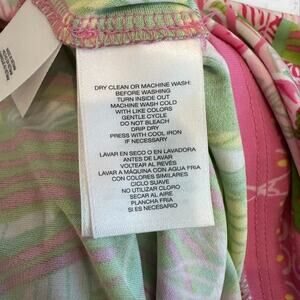 DRY CLEAN OR MACHINE WASH:
BEFORE WASHING
TURN INSIDE OUT
MACHINE WASH COLD
WITH LIKE COLORS
GENTLE CYCLE
DO NOT BLEACH
DRIP DRY
PRESS WITH COOL IRON
IF NECESSARY
LAVAR EN SECO O EN LAVADORA
ANTES DE LAVAR
VOLTEAR AL REVÉS
LAVAR A MÁQUINA CON AGUA FRIA
CON COLORES SIMILARES
CICLO SUAVE
NO UTILIZAR CLORO
SECAR AL AIRE
PLANCHA FRIA
SI ES NECESARIO